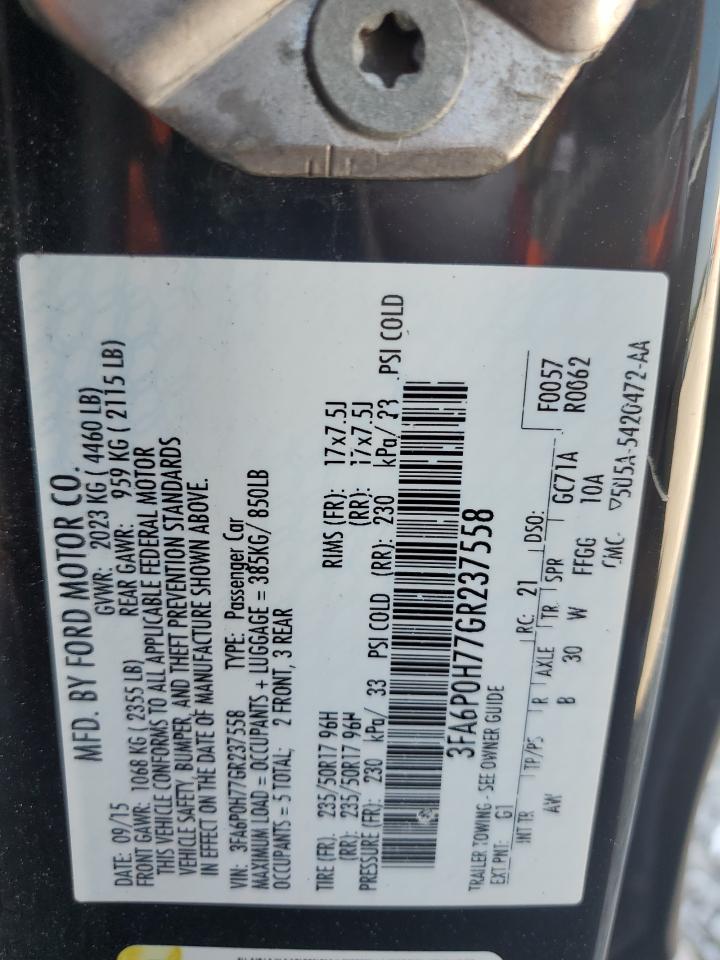 MFD. BY FORD MOTOR CO.
DATE: 09/15 GVWR: 2023 KG ( 4460 LB)
FRONT GAWR: 1068 KG ( 2355 LB) REAR GAWR: 959 KG ( 2115 LB)
THIS VEHICLE CONFORMS TO ALL APPLICABLE FEDERAL MOTOR
VEHICLE SAFETY, BUMPER, AND THEFT PREVENTION STANDARDS
IN EFFECT ON THE DATE OF MANUFACTURE SHOWN ABOVE.
VIN: 3FA6P0H77GR237558 TYPE: Passenger Car
MAXIMUM LOAD = OCCUPANTS + LUGGAGE = 385KG/ 850LB
OCCUPANTS = 5 TOTAL; 2 FRONT, 3 REAR
TIRE (FR): 235/50R17 96H RIMS (FR): 17x7.5J
(RR): 235/50R17 96H (RR): 17x7.5J
PRESSURE (FR): 230 kPa/ 33 PSI COLD (RR): 230 kPa/ 33 PSI COLD
3FA6P0H77GR237558
TRAILER TOWING - SEE OWNER GUIDE
EXT PNT: G1 RC: 21 DSO: F0057
R0062
INT TR TP/PS R AXLE TR SPR GC71A
AW B 30 W FFGG 10A
▽5U5A-5420472-AA